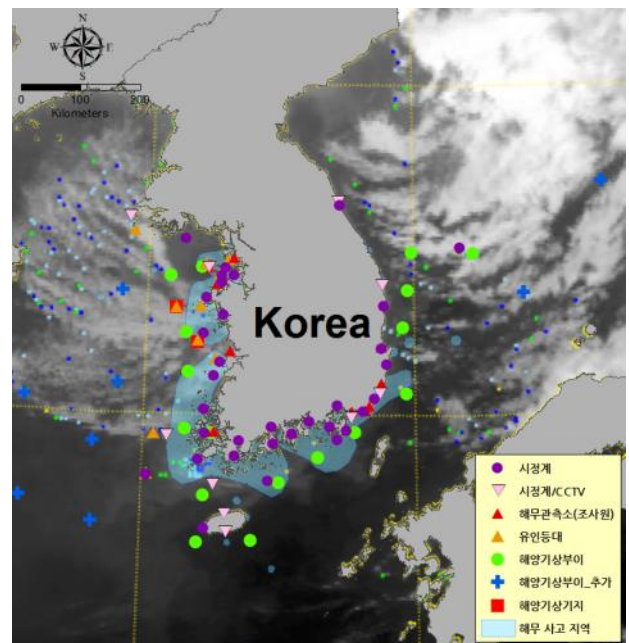 N
W E
S
0 100 200
Kilometers
Korea
시정계
시정계/CCTV
해무관측소(조사원)
유인등대
해양기상부이
해양기상부이_추가
해양기상기지
해무 사고 지역